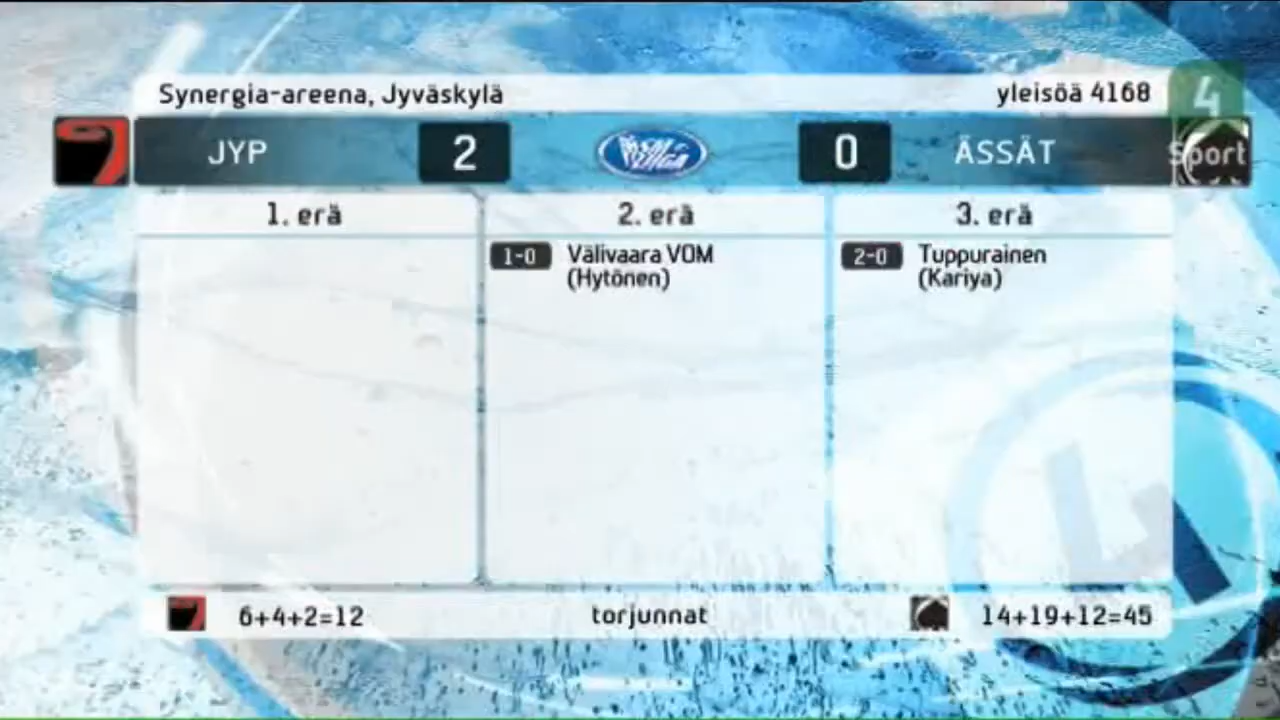 Synergia-areena, Jyväskylä yleisöä 4168
4
JYP 2 0 ÄSSÄT Sport
1. erä 2. erä 3. erä
1-0 Välivaara VOM 2-0 Tuppurainen
(Hytönen) (Kariya)
6+4+2=12 torjunnat 14+19+12=45